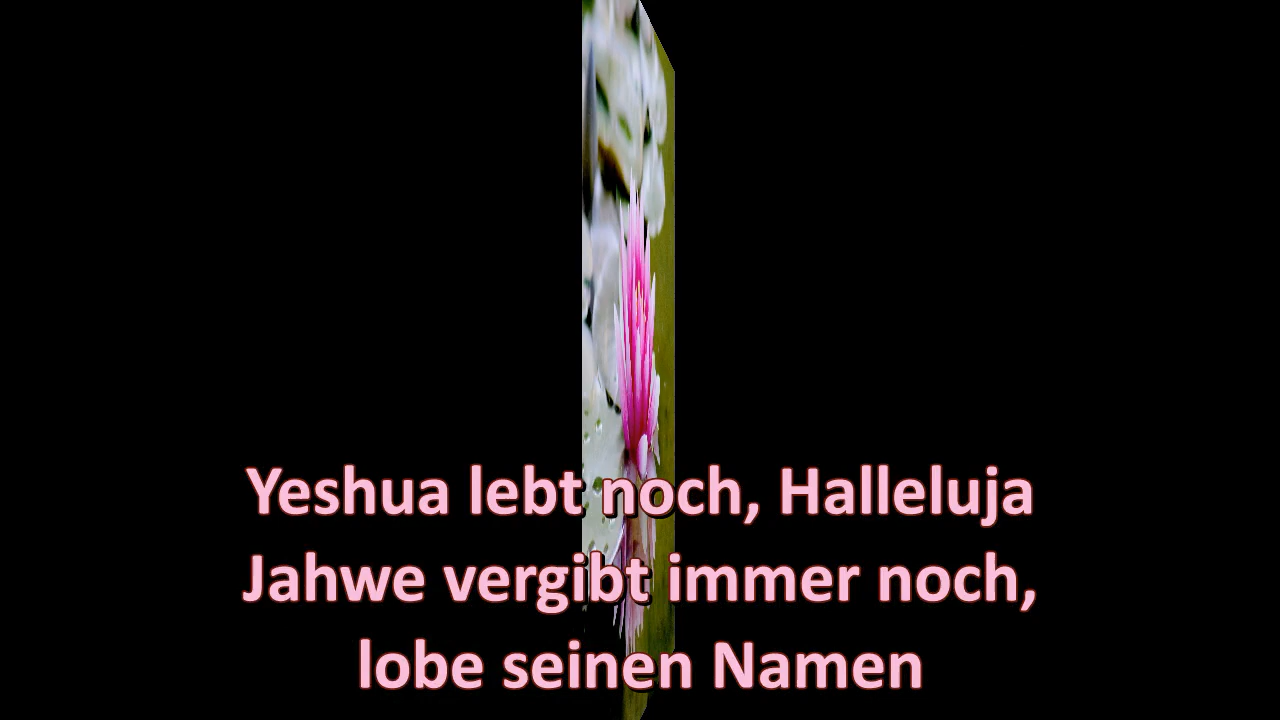 Yeshua lebt noch, Halleluja
Jahwe vergibt immer noch,
lobe seinen Namen